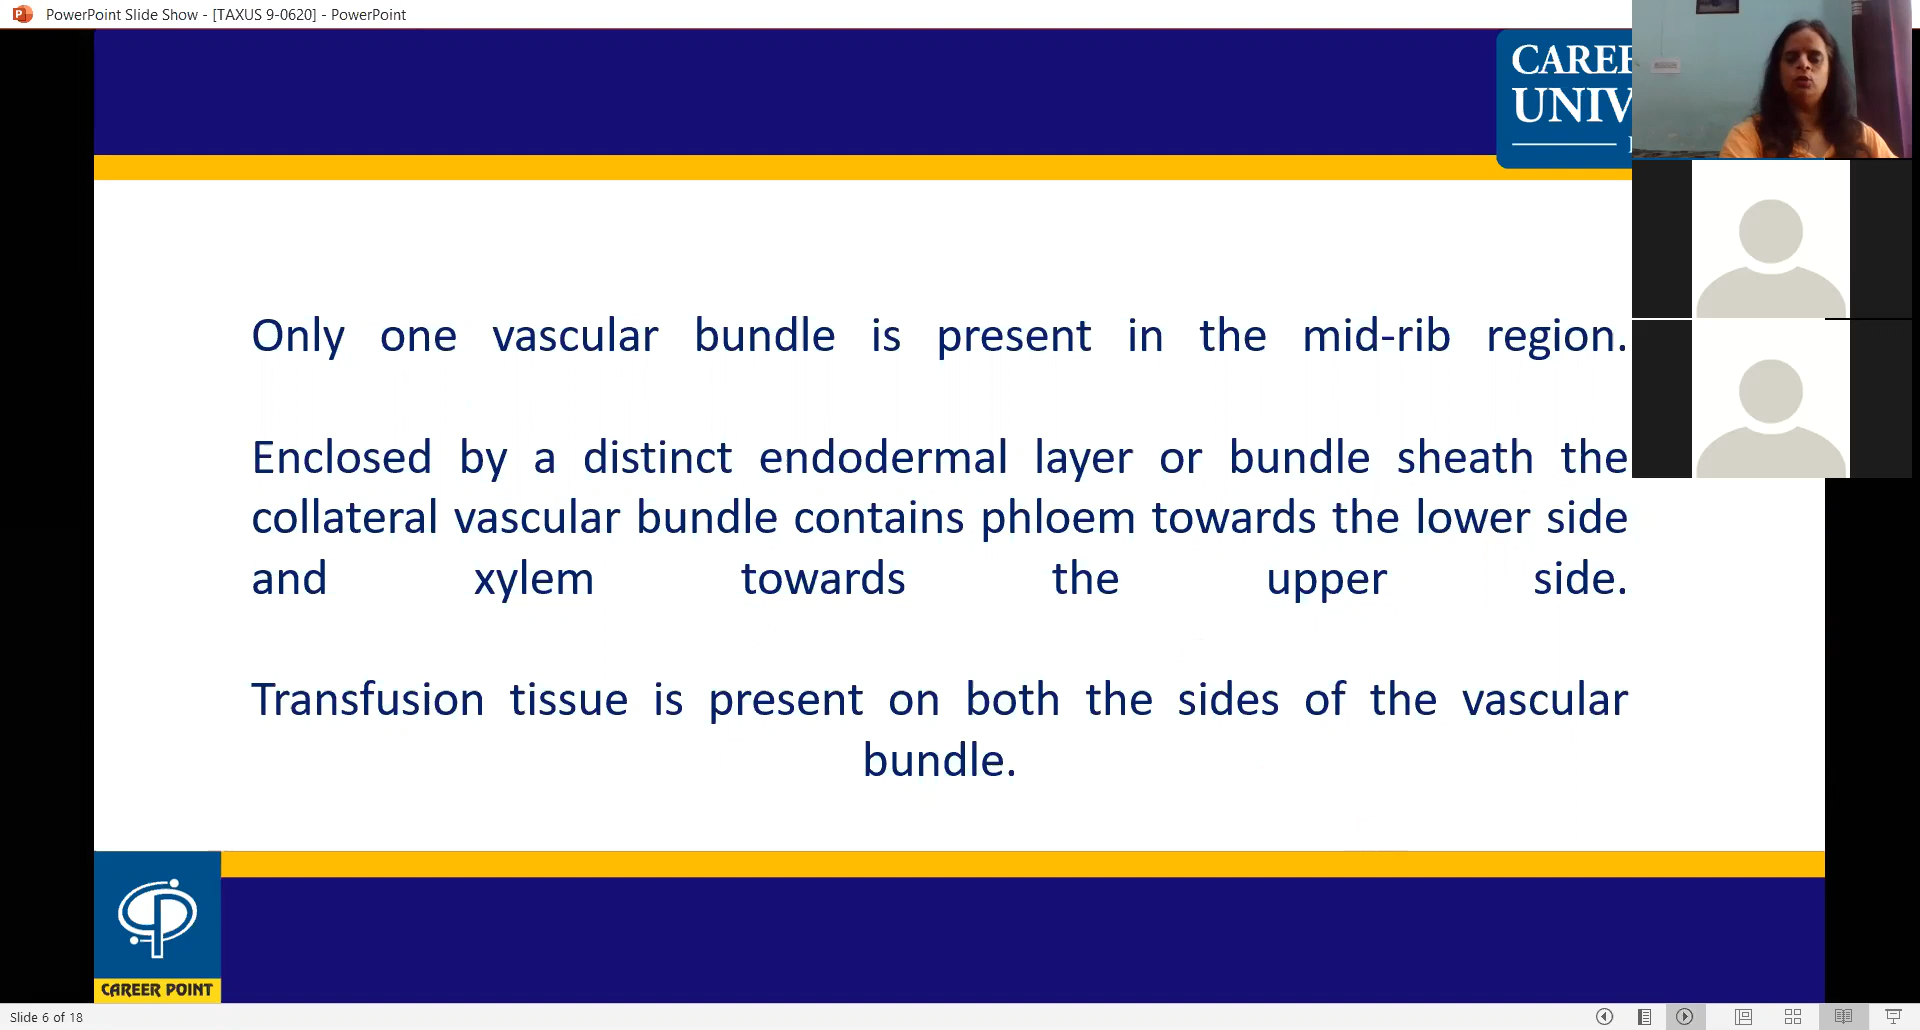 PowerPoint Slide Show - [TAXUS 9-0620] - PowerPoint
Only one vascular bundle is present in the mid-rib region.
Enclosed by a distinct endodermal layer or bundle sheath the
collateral vascular bundle contains phloem towards the lower side
and xylem towards the upper side.
Transfusion tissue is present on both the sides of the vascular
bundle.
CAREER POINT
Slide 6 of 18